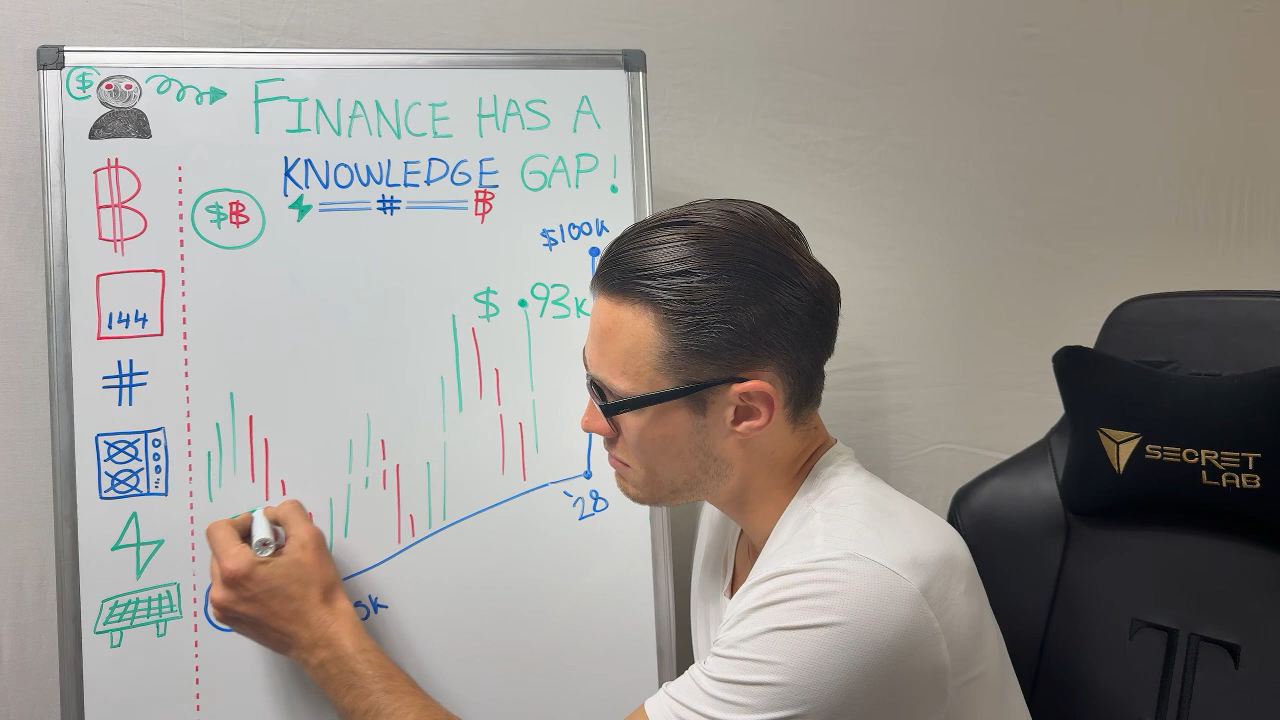 $
FINANCE HAS A
KNOWLEDGE GAP!
#
฿
$฿
฿
$100K
$ 93K
144
#
'28
SECRET
LAB